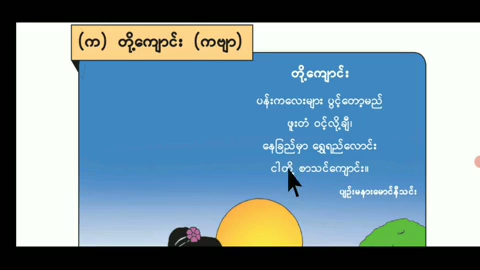 (က) တို့ကျောင်း (ကဗျာ)
တို့ကျောင်း
ပန်းကလေးများ ပွင့်တော့မည်
ဖူးတံ ဝင့်လို့ချီ၊
နေခြည်မှာ ရွှေရည်လောင်း
ငါတို့ စာသင်ကျောင်း။
ပျဉ်းမနားမောင်နီသင်း